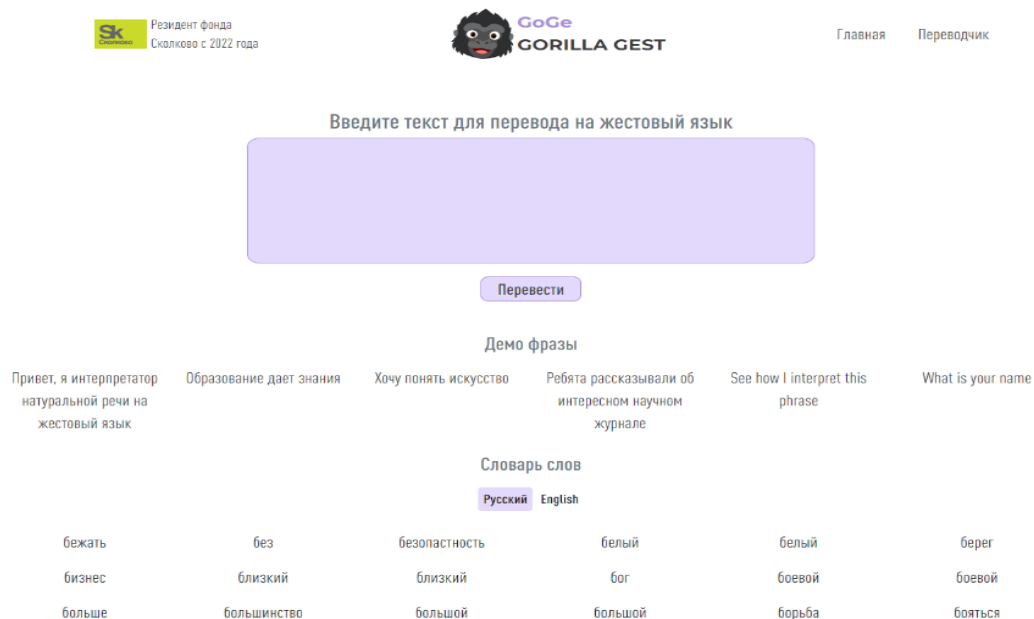 Sk
Сколково
Резидент фонда
Сколково с 2022 года
GoGe
GORILLA GEST
Главная Переводчик
Введите текст для перевода на жестовый язык
Перевести
Демо фразы
Привет, я интерпретатор
натуральной речи на
жестовый язык
Образование дает знания
Хочу понять искусство
Ребята рассказывали об
интересном научном
журнале
See how I interpret this
phrase
What is your name
Словарь слов
Русский English
бежать без безопастность белый белый берег
бизнес близкий близкий бог боевой боевой
больше большинство большой большой борьба бояться